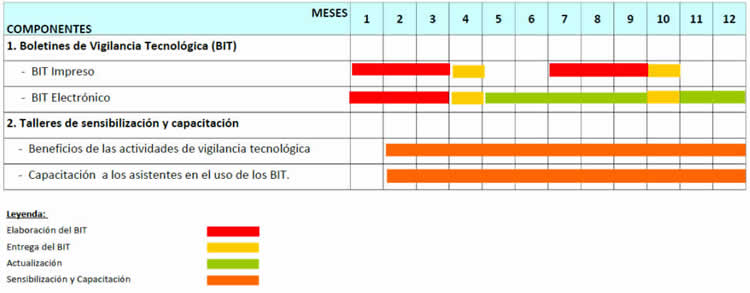 MESES
COMPONENTES
1 2 3 4 5 6 7 8 9 10 11 12
1. Boletines de Vigilancia Tecnológica (BIT)
- BIT Impreso
- BIT Electrónico
2. Talleres de sensibilización y capacitación
- Beneficios de las actividades de vigilancia tecnológica
- Capacitación a los asistentes en el uso de los BIT.
Leyenda:
Elaboración del BIT
Entrega del BIT
Actualización
Sensibilización y Capacitación